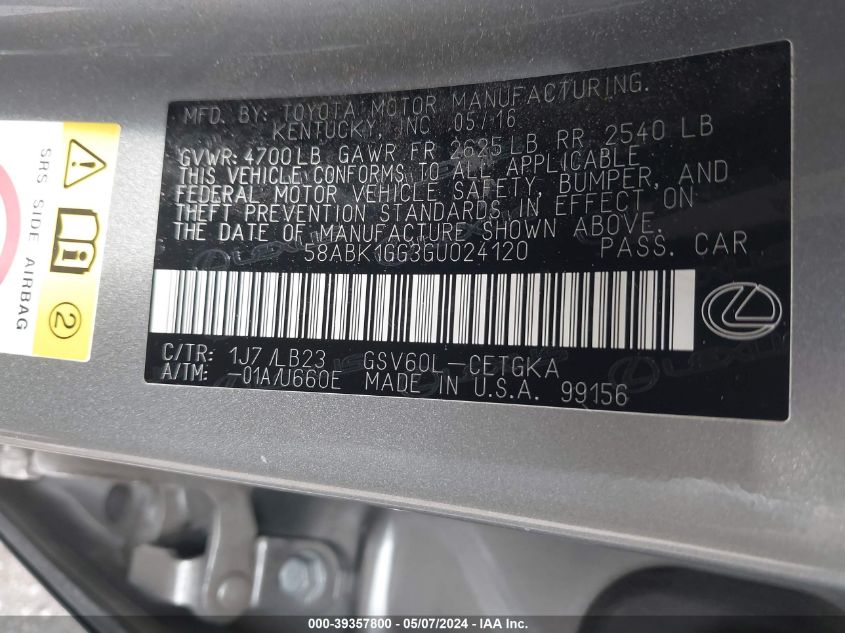 MFD. BY: TOYOTA MOTOR MANUFACTURING.
KENTUCKY, INC 05/16
GVWR: 4700LB GAWR FR 2625LB RR 2540 LB
THIS VEHICLE CONFORMS TO ALL APPLICABLE
FEDERAL MOTOR VEHICLE SAFETY, BUMPER, AND
THEFT PREVENTION STANDARDS IN EFFECT ON
THE DATE OF MANUFACTURE SHOWN ABOVE.
58ABK1GG3GU024120 PASS. CAR
C/TR: 1J7 /LB23 GSV60L -CETGKA
A/TM: -01A/U660E MADE IN U.S.A. 99156
SRS SIDE AIRBAG
2
000-39357800 - 05/07/2024 - IAA Inc.